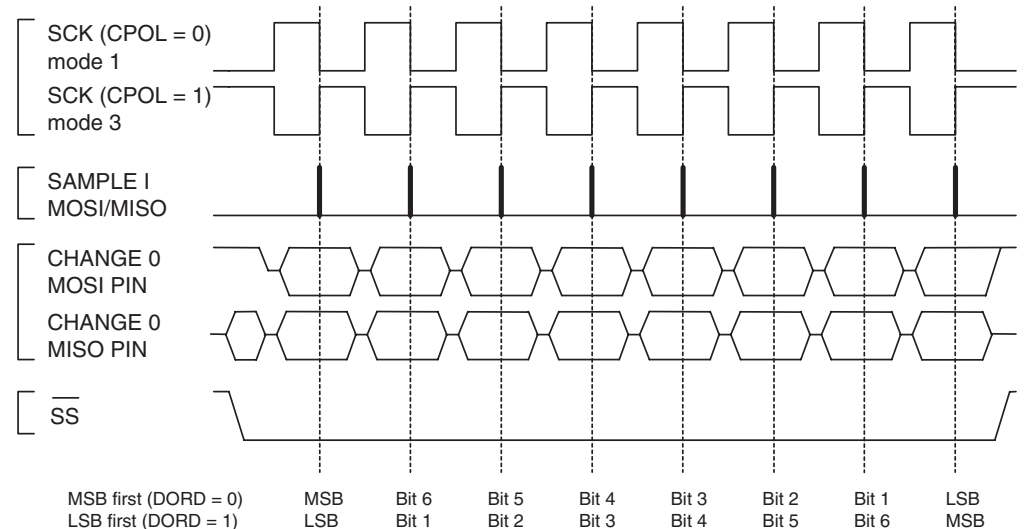 SCK (CPOL = 0)
mode 1
SCK (CPOL = 1)
mode 3
SAMPLE I
MOSI/MISO
CHANGE 0
MOSI PIN
CHANGE 0
MISO PIN
SS
MSB first (DORD = 0) MSB Bit 6 Bit 5 Bit 4 Bit 3 Bit 2 Bit 1 LSB
LSB first (DORD = 1) LSB Bit 1 Bit 2 Bit 3 Bit 4 Bit 5 Bit 6 MSB